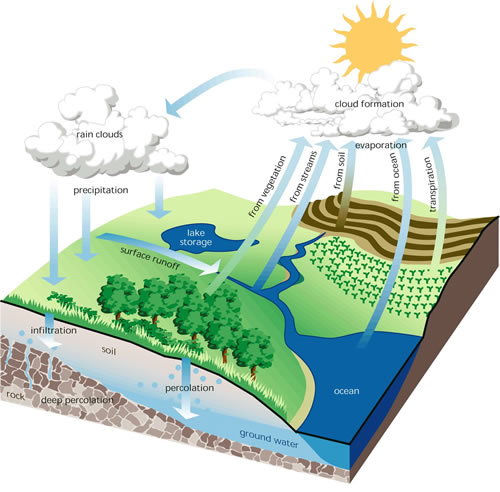 cloud formation
rain clouds
evaporation
precipitation
from vegetation
from streams
from soil
from ocean
transpiration
lake
storage
surface runoff
infiltration
soil
percolation
ocean
rock
deep percolation
ground water